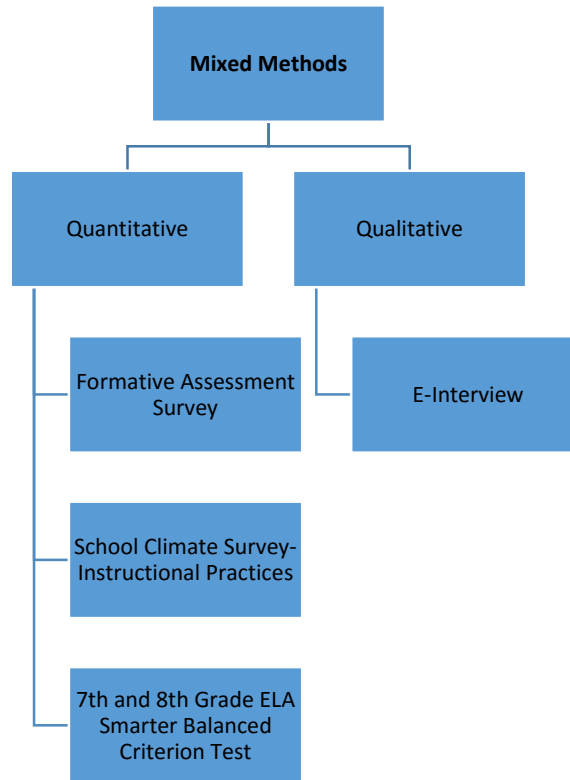 Mixed Methods
Quantitative
Qualitative
Formative Assessment
Survey
E-Interview
School Climate Survey-
Instructional Practices
7th and 8th Grade ELA
Smarter Balanced
Criterion Test